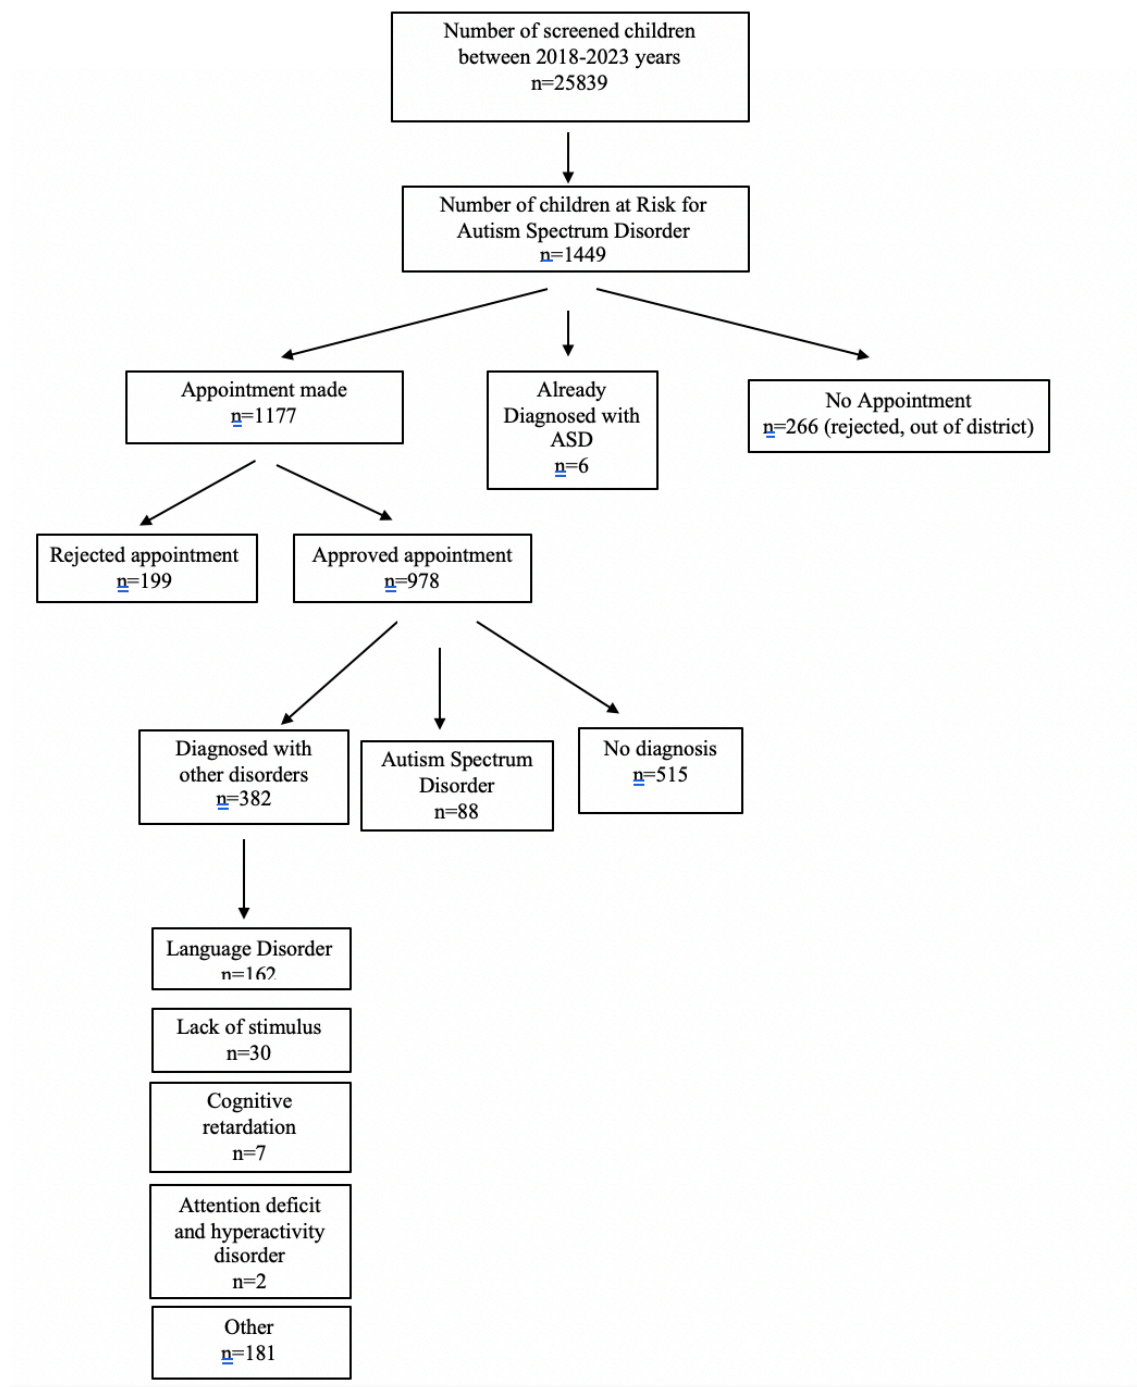 Number of screened children
between 2018-2023 years
n=25839
Number of children at Risk for
Autism Spectrum Disorder
n=1449
Appointment made
n=1177
Already
Diagnosed with
ASD
n=6
No Appointment
n=266 (rejected, out of district)
Rejected appointment
n=199
Approved appointment
n=978
Diagnosed with
other disorders
n=382
Autism Spectrum
Disorder
n=88
No diagnosis
n=515
Language Disorder
n=162
Lack of stimulus
n=30
Cognitive
retardation
n=7
Attention deficit
and hyperactivity
disorder
n=2
Other
n=181